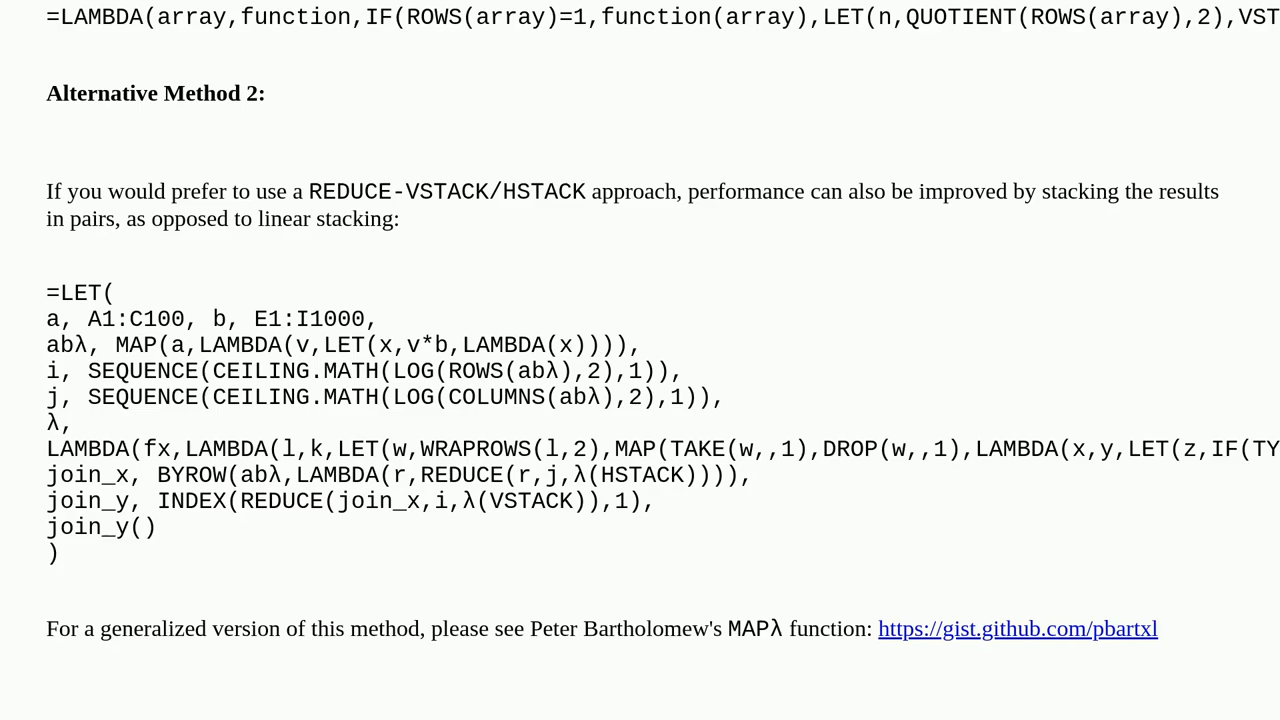 =LAMBDA(array,function,IF(ROWS(array)=1,function(array),LET(n,QUOTIENT(ROWS(array),2),VST
Alternative Method 2:
If you would prefer to use a REDUCE-VSTACK/HSTACK approach, performance can also be improved by stacking the results
in pairs, as opposed to linear stacking:
=LET(
a, A1:C100, b, E1:I1000,
abλ, MAP(a,LAMBDA(v,LET(x,v*b,LAMBDA(x)))),
i, SEQUENCE(CEILING.MATH(LOG(ROWS(abλ),2),1)),
j, SEQUENCE(CEILING.MATH(LOG(COLUMNS(abλ),2),1)),
λ,
LAMBDA(fx,LAMBDA(l,k,LET(w,WRAPROWS(l,2),MAP(TAKE(w,,1),DROP(w,,1),LAMBDA(x,y,LET(z,IF(TY
join_x, BYROW(abλ,LAMBDA(r,REDUCE(r,j,λ(HSTACK)))),
join_y, INDEX(REDUCE(join_x,i,λ(VSTACK)),1),
join_y()
)
For a generalized version of this method, please see Peter Bartholomew's MAPλ function: https://gist.github.com/pbartxl